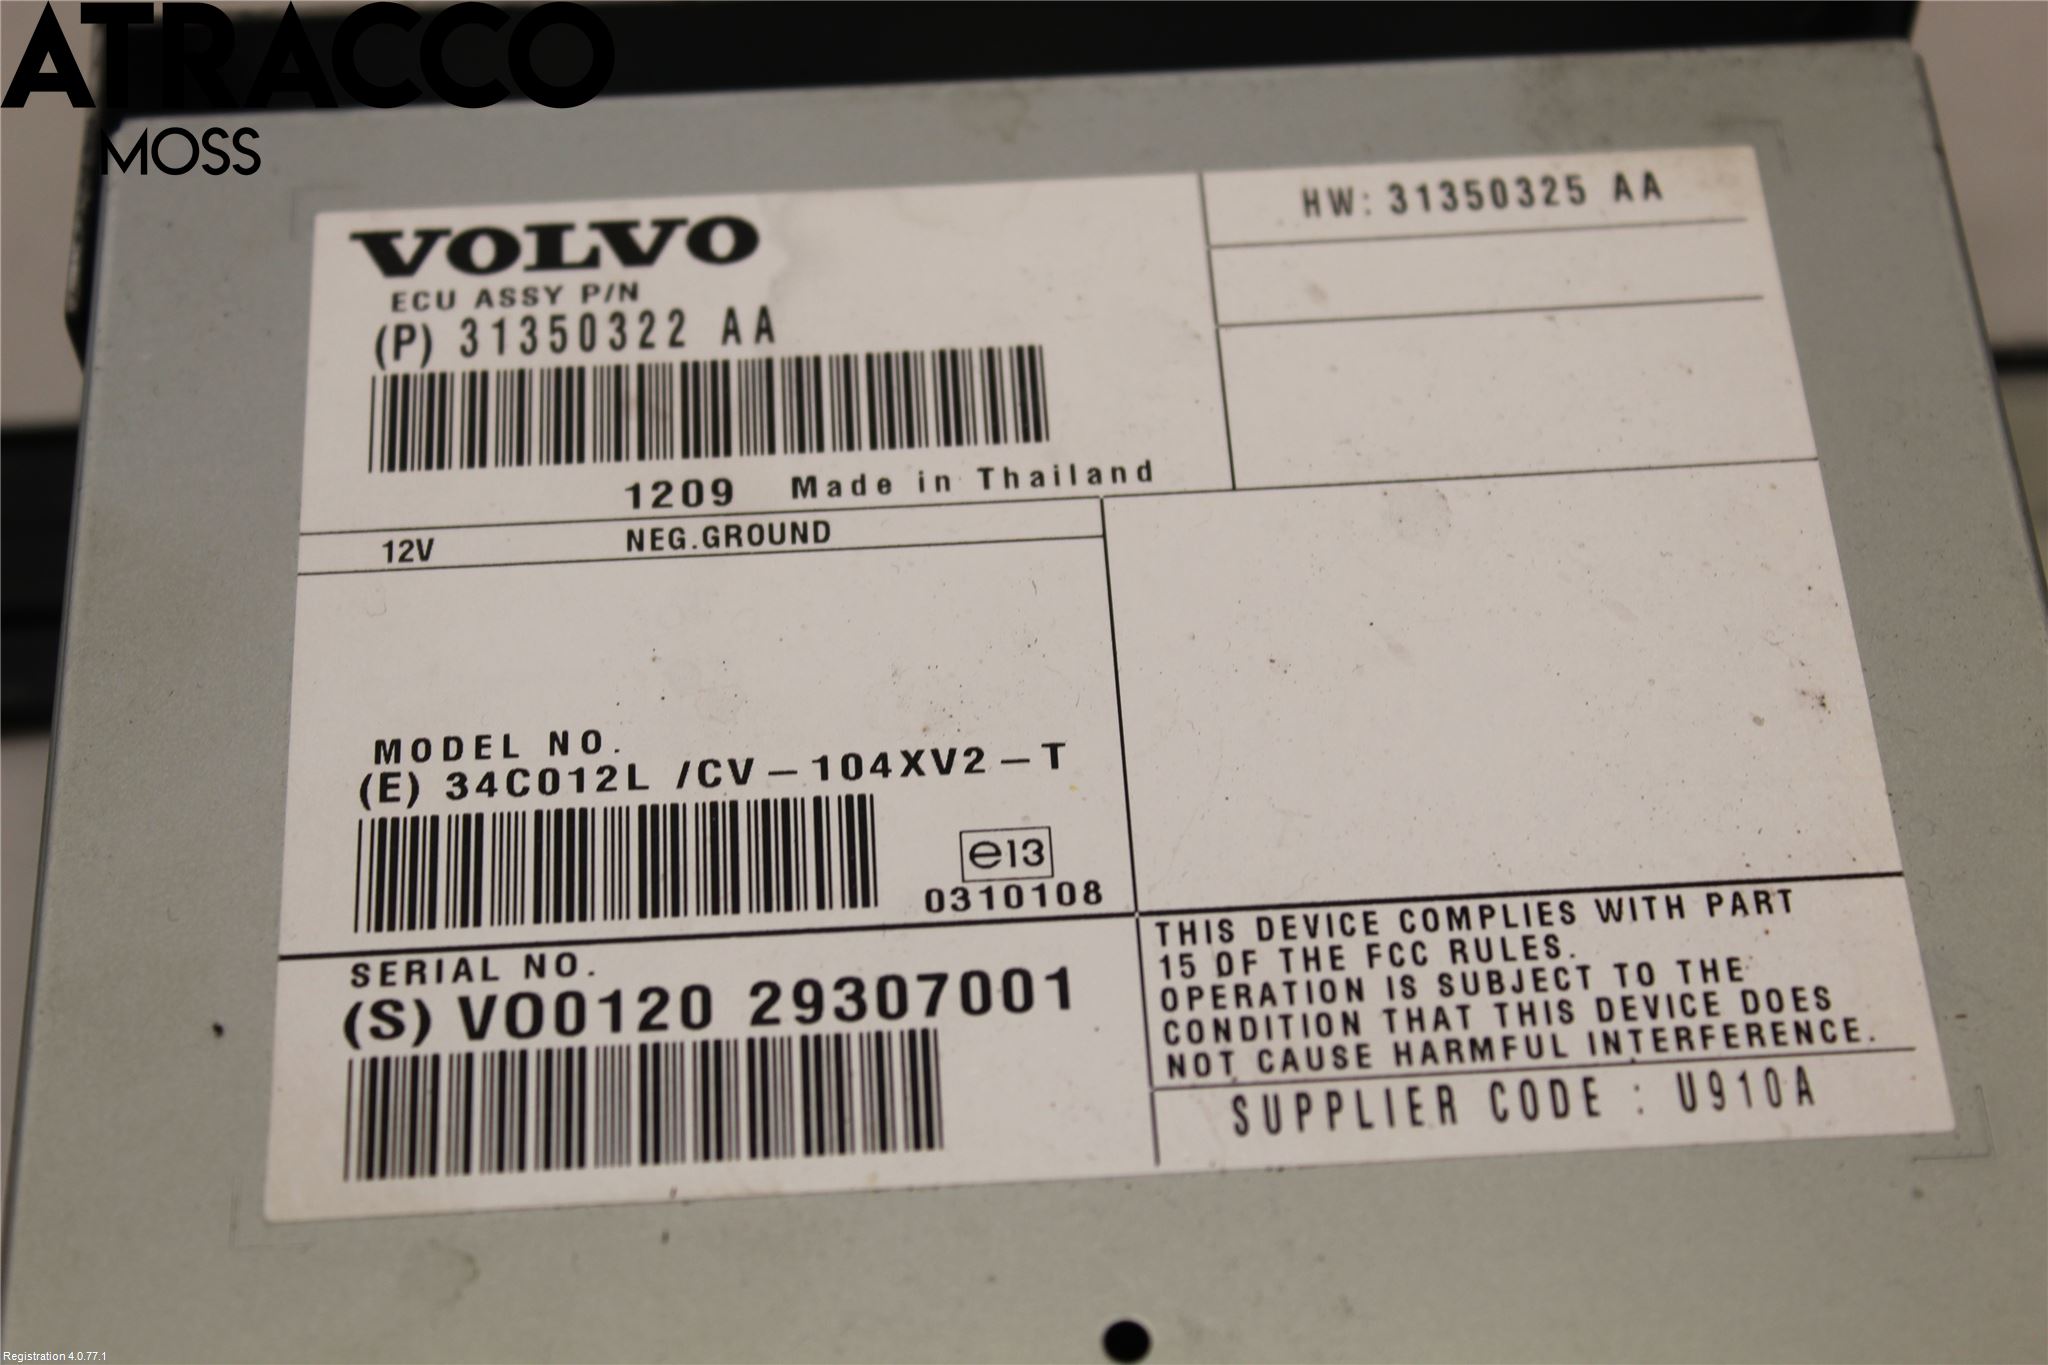 ATRACCO
MOSS
VOLVO
ECU ASSY P/N
(P) 31350322 AA
1209 Made in Thailand
HW: 31350325 AA
12V NEG.GROUND
MODEL NO.
(E) 34C012L /CV-104XV2-T
e13
0310108
SERIAL NO.
(S) VO0120 29307001
THIS DEVICE COMPLIES WITH PART
15 OF THE FCC RULES.
OPERATION IS SUBJECT TO THE
CONDITION THAT THIS DEVICE DOES
NOT CAUSE HARMFUL INTERFERENCE.
SUPPLIER CODE : U910A
Registration 4.0.77.1